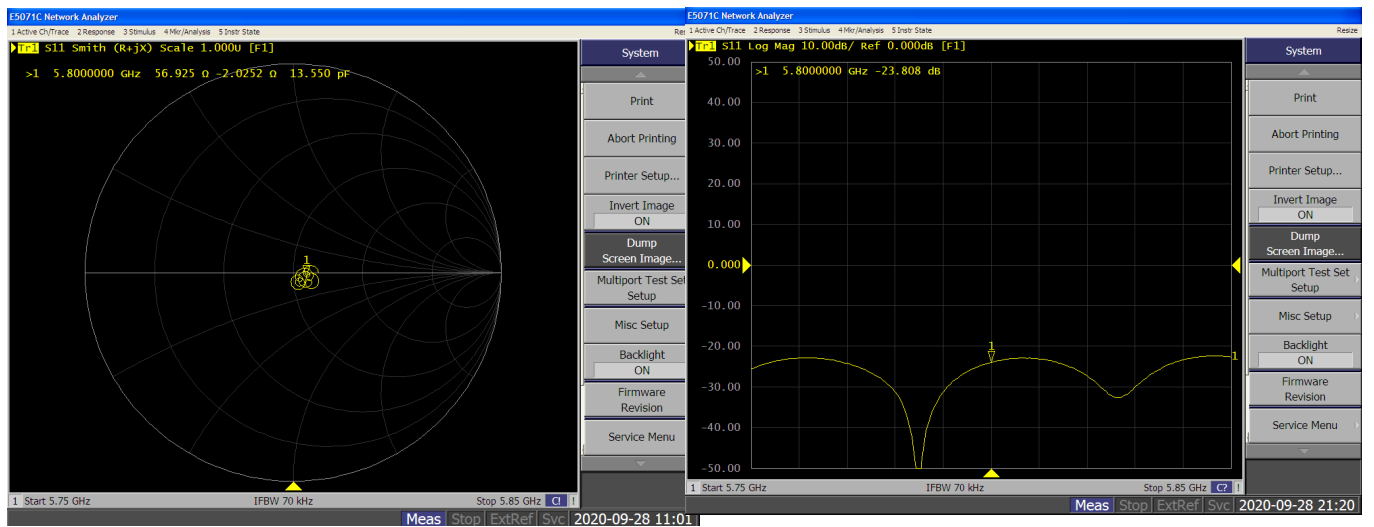 E5071C Network Analyzer
1 Active Ch/Trace 2 Response 3 Stimulus 4 Mkr/Analysis 5 Instr State
Tr1 S11 Smith (R+jX) Scale 1.000U [F1]
>1 5.8000000 GHz 56.925 Ω -2.0252 Ω 13.550 pF
1
System
Print
Abort Printing
Printer Setup...
Invert Image
ON
Dump
Screen Image...
Multiport Test Set
Setup
Misc Setup
Backlight
ON
Firmware
Revision
Service Menu
1 Start 5.75 GHz IFBW 70 kHz Stop 5.85 GHz C! !
Meas Stop ExtRef Svc 2020-09-28 11:01
E5071C Network Analyzer
1 Active Ch/Trace 2 Response 3 Stimulus 4 Mkr/Analysis 5 Instr State Resize
Tr1 S11 Log Mag 10.00dB/ Ref 0.000dB [F1]
50.00
>1 5.8000000 GHz -23.808 dB
40.00
30.00
20.00
10.00
0.000
-10.00
-20.00
-30.00
-40.00
-50.00
1
1
System
Print
Abort Printing
Printer Setup...
Invert Image
ON
Dump
Screen Image...
Multiport Test Set
Setup
Misc Setup
Backlight
ON
Firmware
Revision
Service Menu
1 Start 5.75 GHz IFBW 70 kHz Stop 5.85 GHz C? !
Meas Stop ExtRef Svc 2020-09-28 21:20